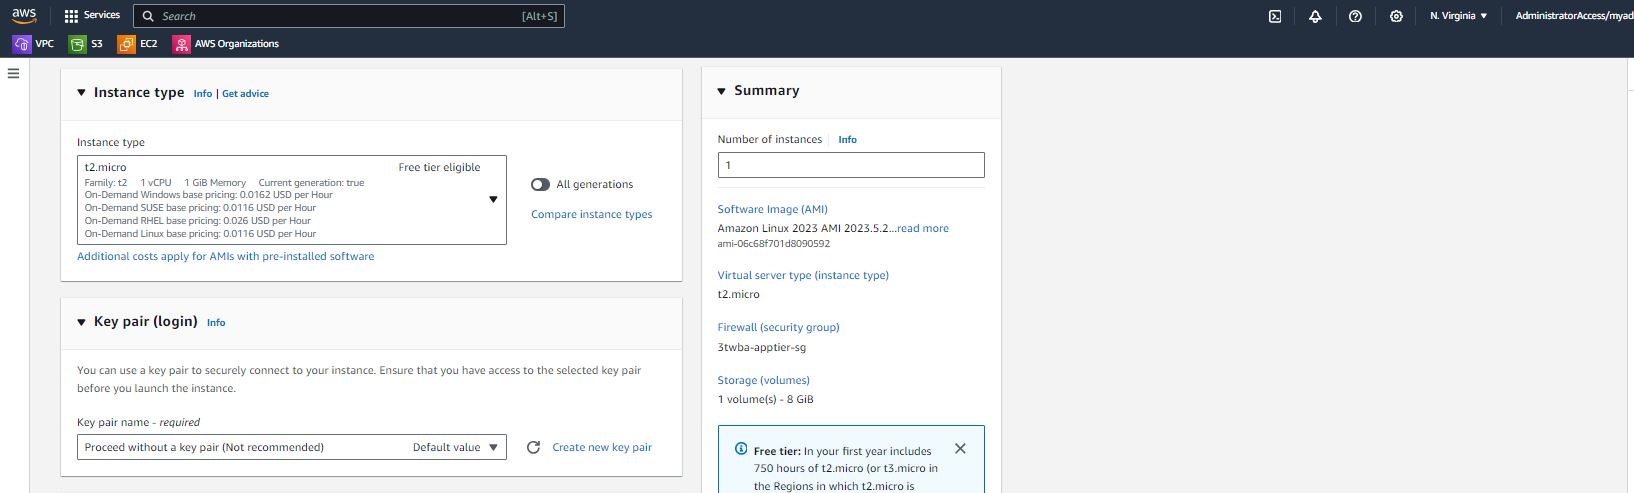 aws
Services
Search
[Alt+S]
N. Virginia
AdministratorAccess/myad
VPC
S3
EC2
AWS Organizations
Instance type Info | Get advice
Instance type
t2.micro Free tier eligible
Family: t2 1 vCPU 1 GiB Memory Current generation: true
On-Demand Windows base pricing: 0.0162 USD per Hour
On-Demand SUSE base pricing: 0.0116 USD per Hour
On-Demand RHEL base pricing: 0.026 USD per Hour
On-Demand Linux base pricing: 0.0116 USD per Hour
All generations
Compare instance types
Additional costs apply for AMIs with pre-installed software
Key pair (login) Info
You can use a key pair to securely connect to your instance. Ensure that you have access to the selected key pair
before you launch the instance.
Key pair name - required
Proceed without a key pair (Not recommended) Default value
Create new key pair
Summary
Number of instances Info
1
Software Image (AMI)
Amazon Linux 2023 AMI 2023.5.2...read more
ami-06c68f701d8090592
Virtual server type (instance type)
t2.micro
Firewall (security group)
3twba-apptier-sg
Storage (volumes)
1 volume(s) - 8 GiB
Free tier: In your first year includes
750 hours of t2.micro (or t3.micro in
the Regions in which t2.micro is